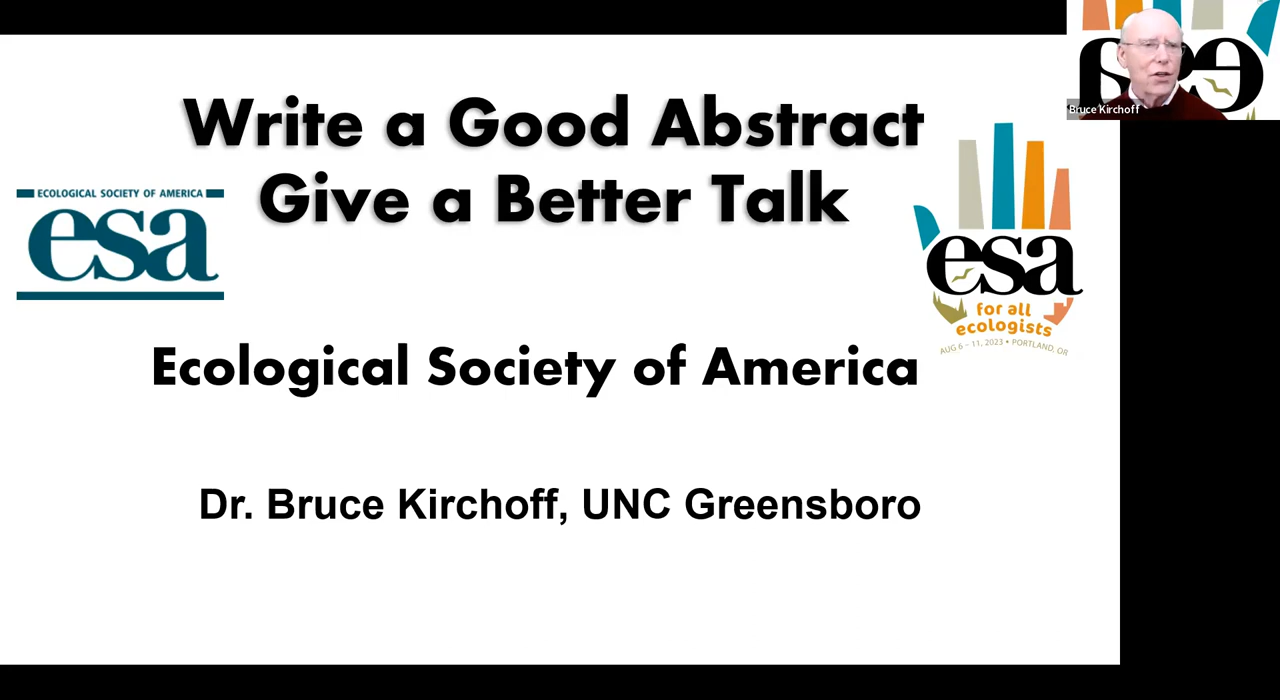 Write a Good Abstract
Give a Better Talk
ECOLOGICAL SOCIETY OF AMERICA
esa
esa
for all
ecologists
AUG 6 – 11, 2023 • PORTLAND, OR
Ecological Society of America
Dr. Bruce Kirchoff, UNC Greensboro
Bruce Kirchoff